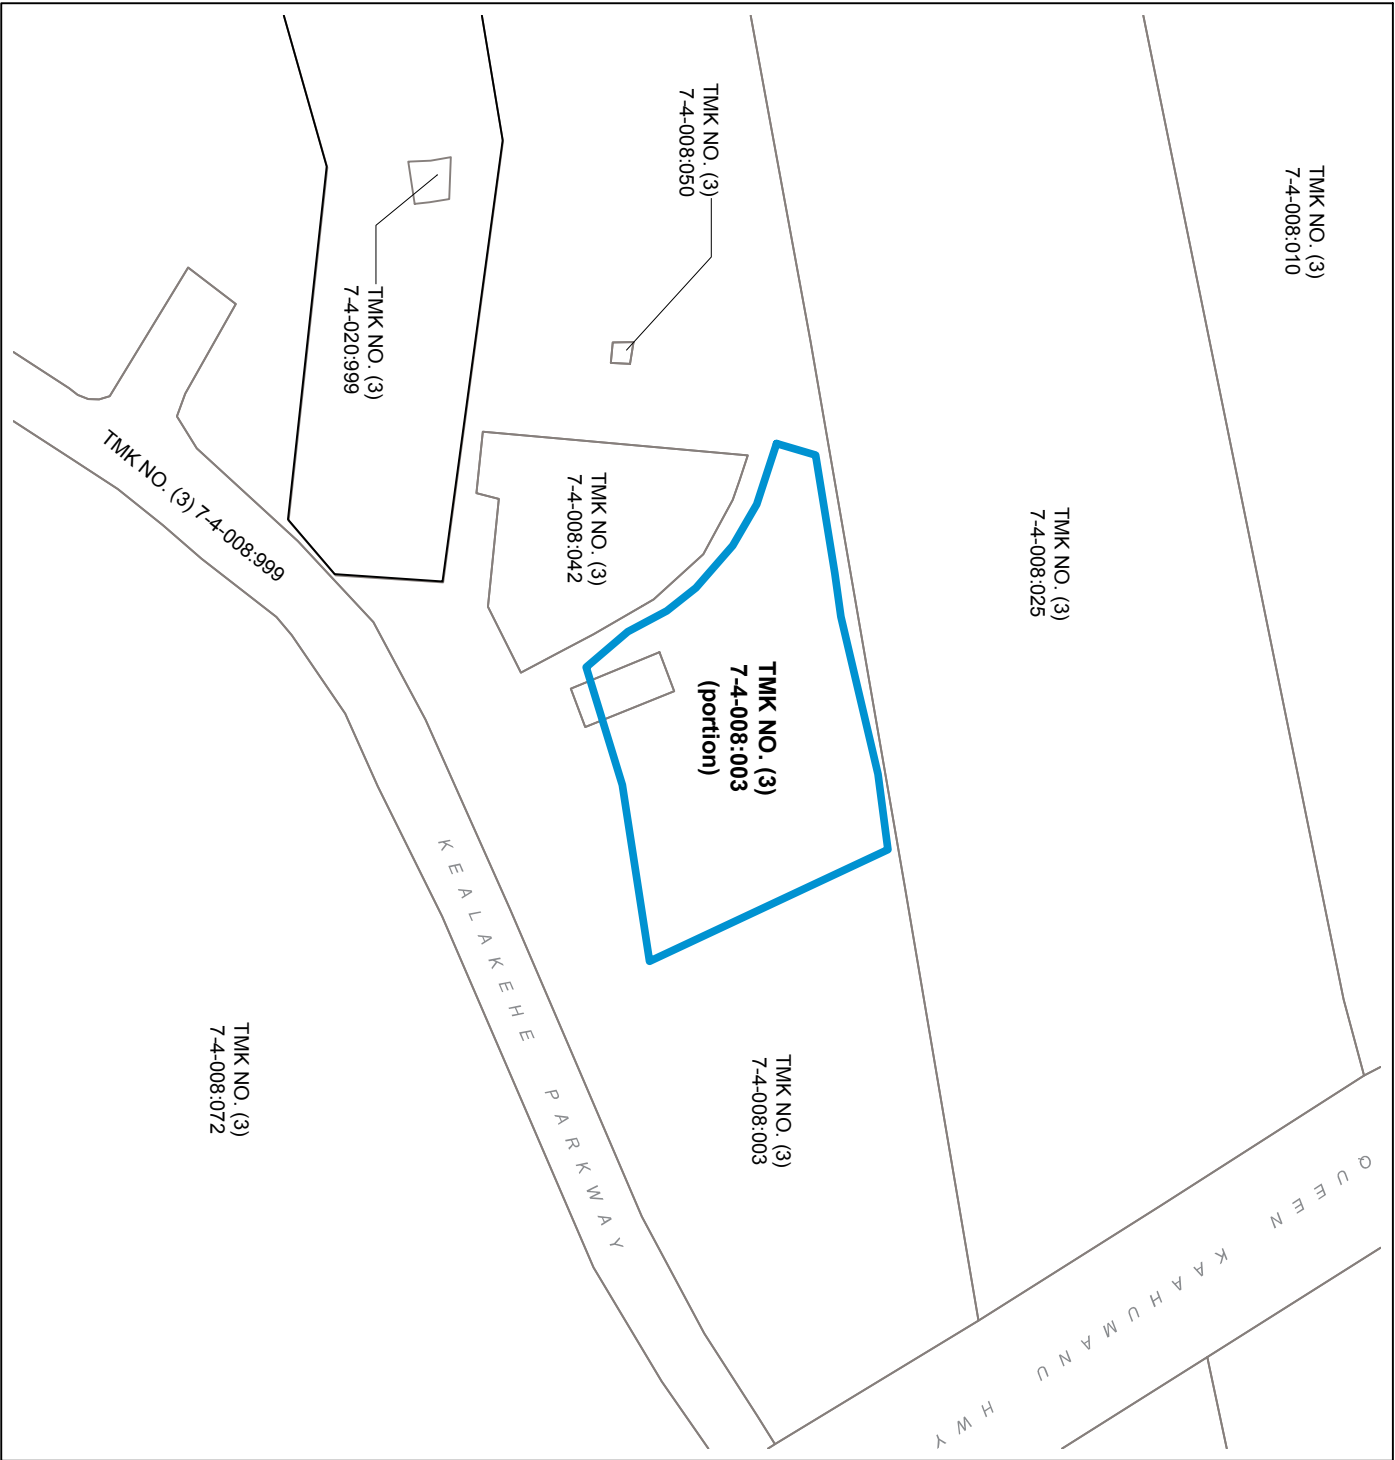 TMK NO. (3)
7-4-008:010
TMK NO. (3)
7-4-008:050
TMK NO. (3)
7-4-020:999
TMK NO. (3)
7-4-008:025
TMK NO. (3)
7-4-008:042
TMK NO. (3) 7-4-008:999
TMK NO. (3)
7-4-008:003
(portion)
TMK NO. (3)
7-4-008:003
TMK NO. (3)
7-4-008:072
KEALAKEHE PARKWAY
QUEEN KAAHUMANU HWY